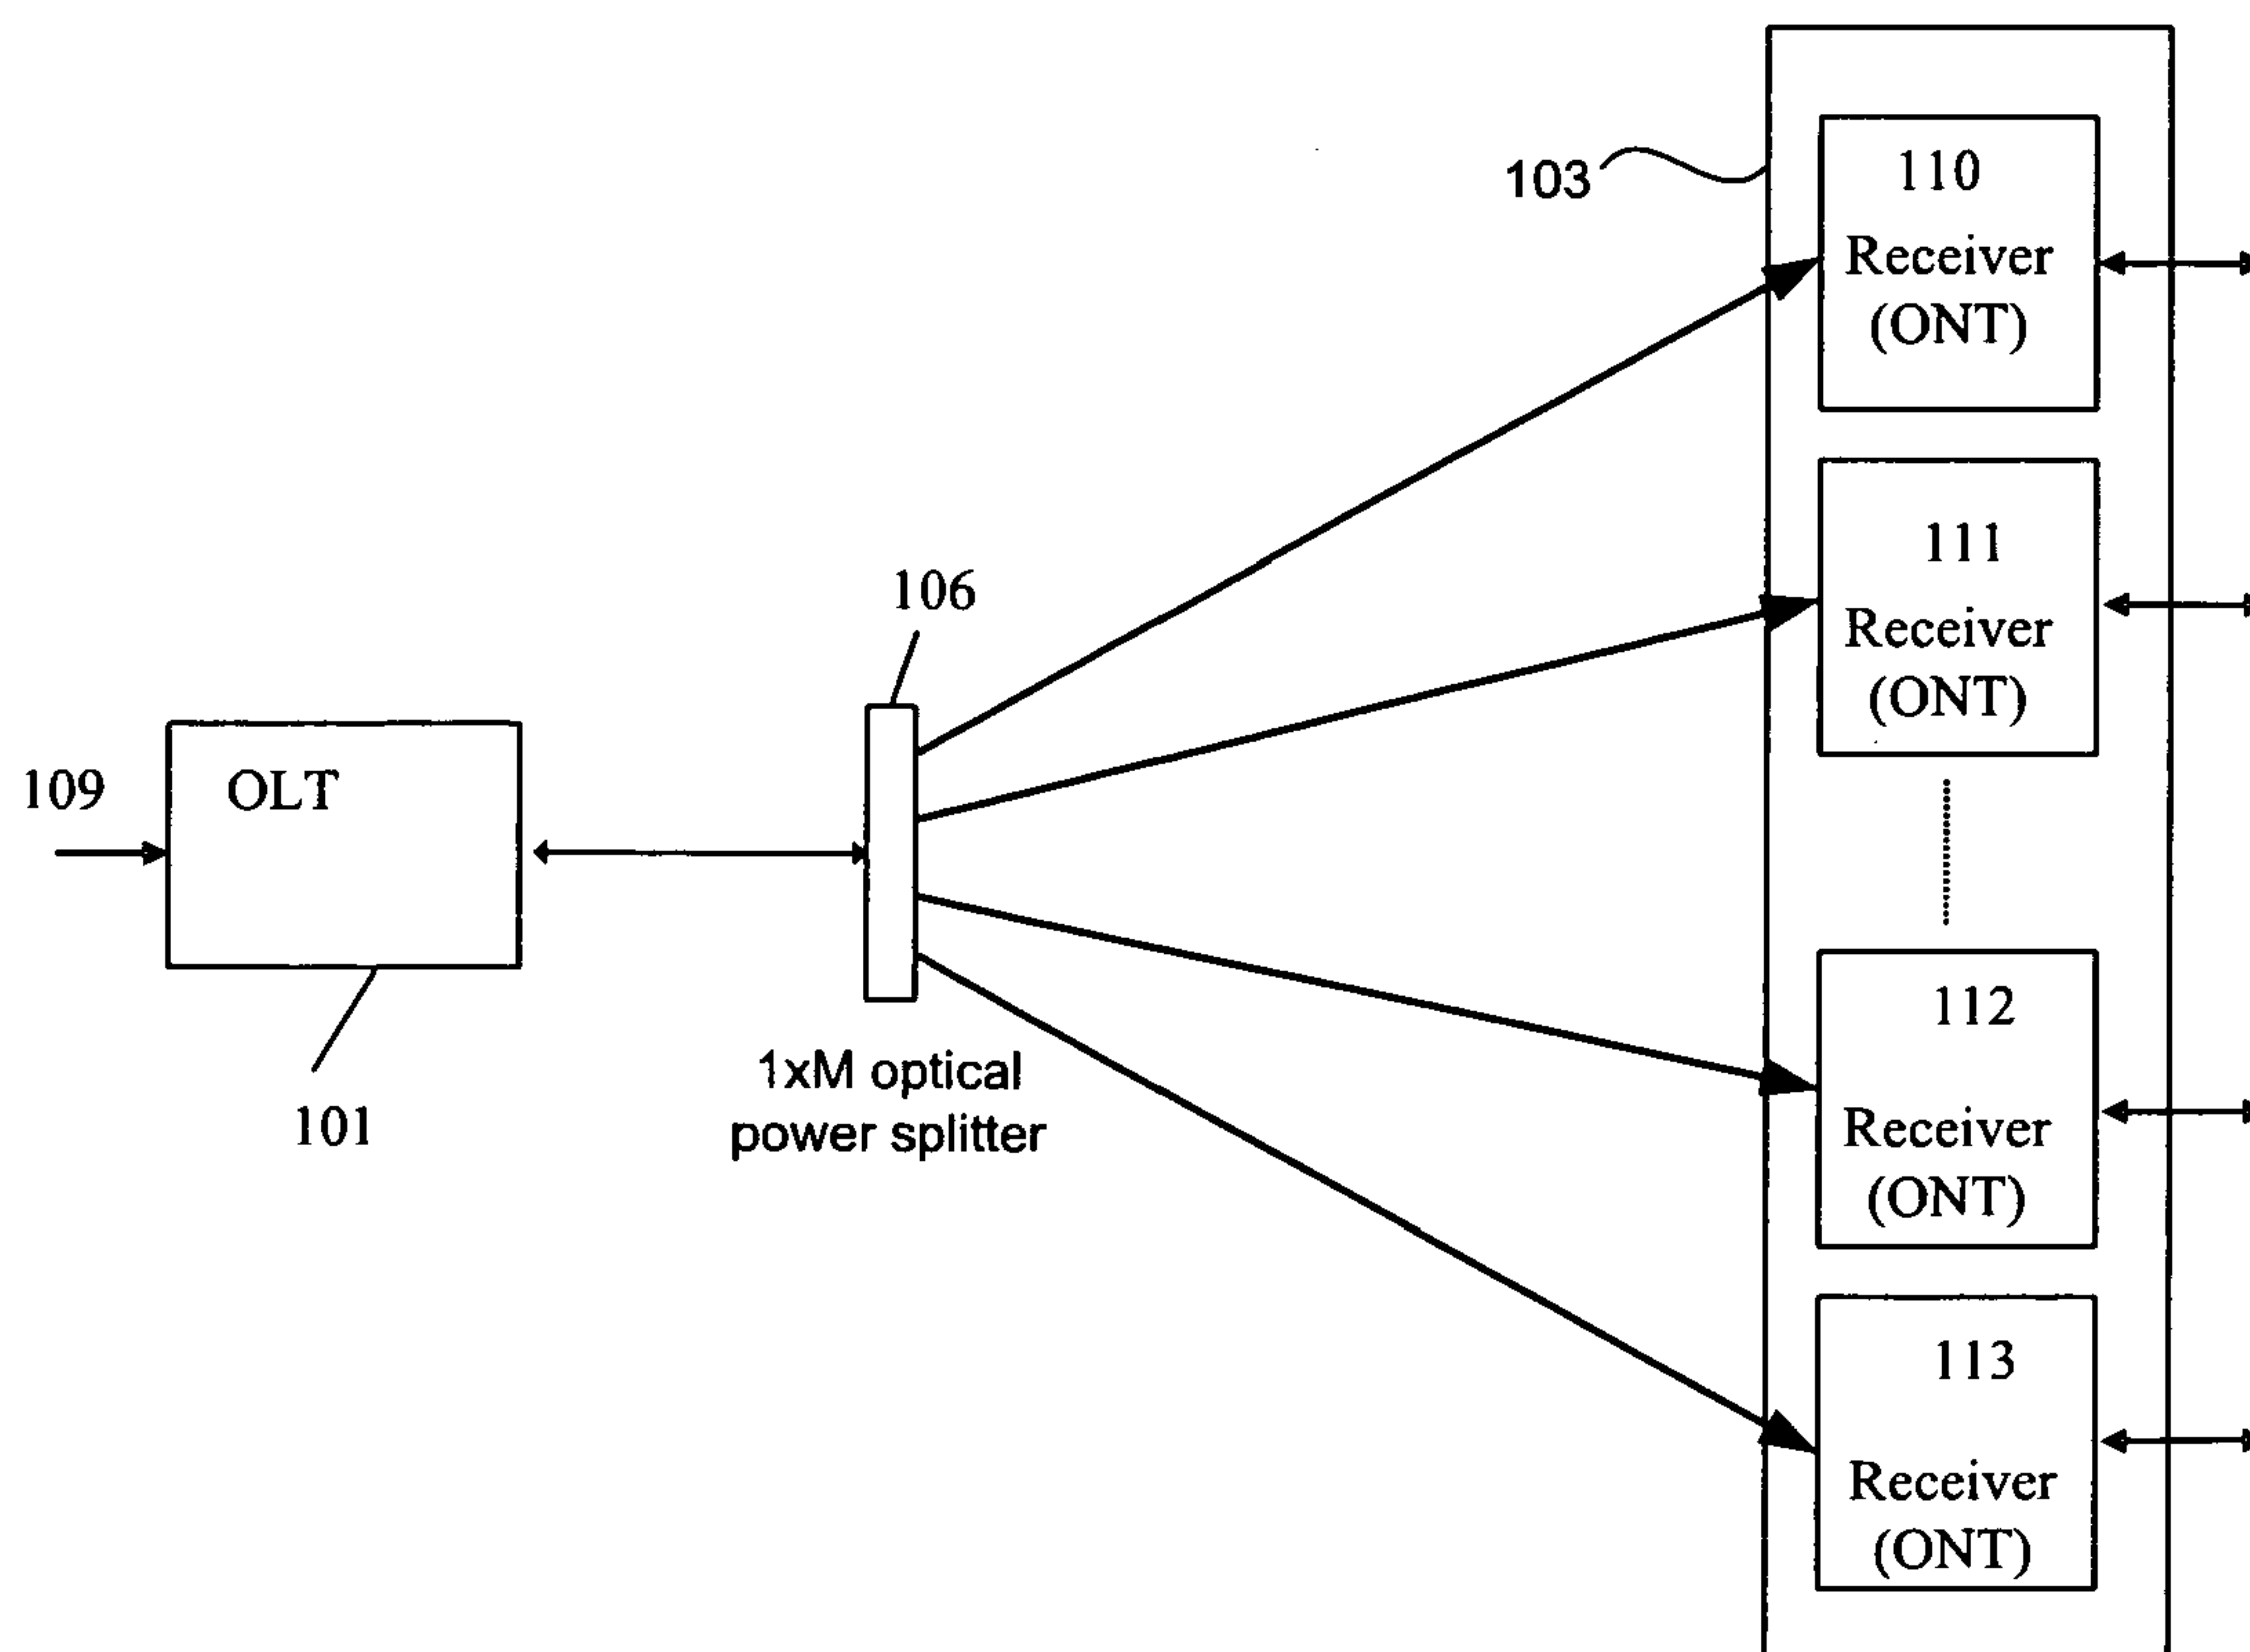 110
103
Receiver
(ONT)
111
106
Receiver
(ONT)
109
OLT
112
1xM optical
101
Receiver
power splitter
(ONT)
113
Receiver
(ONT)